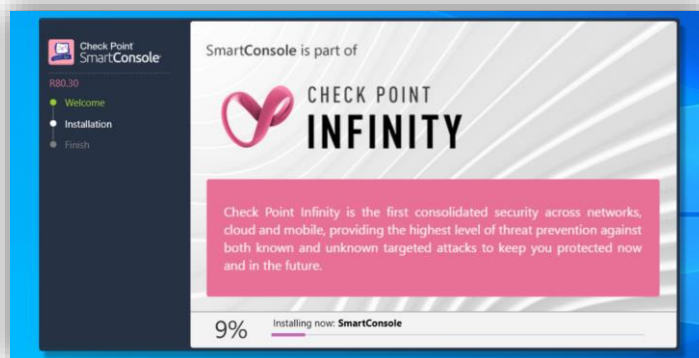 Check Point
SmartConsole
R80.30
Welcome
Installation
Finish
SmartConsole is part of
CHECK POINT
INFINITY
Check Point Infinity is the first consolidated security across networks,
cloud and mobile, providing the highest level of threat prevention against
both known and unknown targeted attacks to keep you protected now
and in the future.
9%
Installing now: SmartConsole